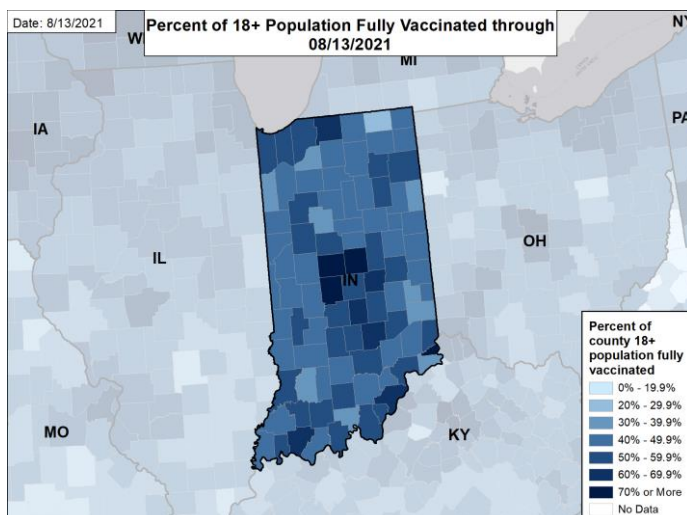 Date: 8/13/2021
Percent of 18+ Population Fully Vaccinated through
08/13/2021
W
MI
NY
IA
PA
IL
IN
OH
MO
KY
Percent of
county 18+
population fully
vaccinated
0% - 19.9%
20% - 29.9%
30% - 39.9%
40% - 49.9%
50% - 59.9%
60% - 69.9%
70% or More
No Data